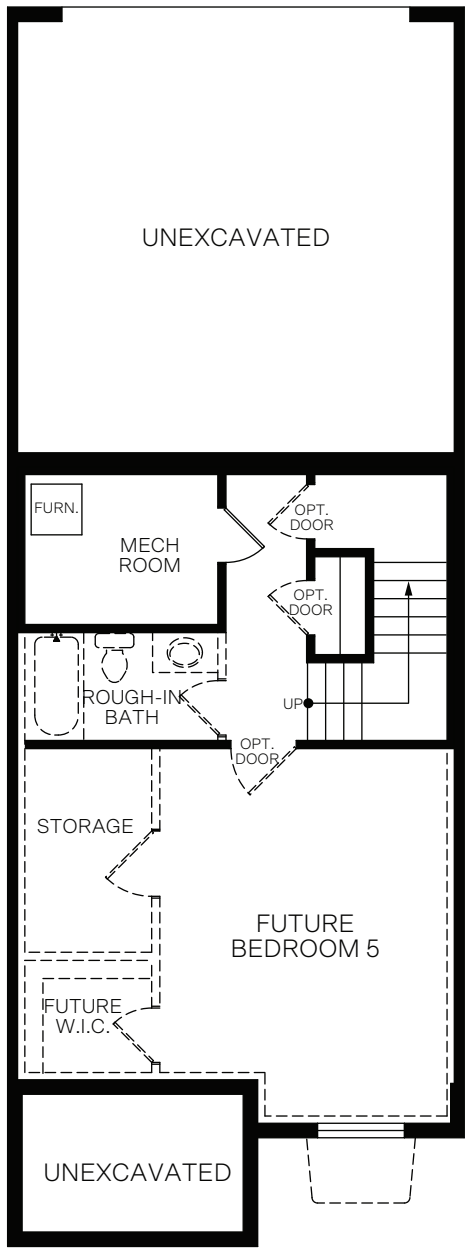 UNEXCAVATED
FURN.
MECH
ROOM
OPT.
DOOR
OPT.
DOOR
ROUGH-IN
BATH
UP
OPT.
DOOR
STORAGE
FUTURE
BEDROOM 5
FUTURE
W.I.C.
UNEXCAVATED